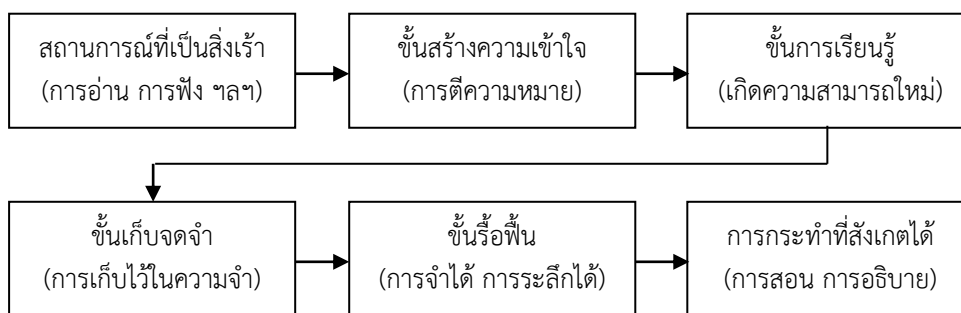 สถานการณ์ที่เป็นสิ่งเร้า
(การอ่าน การฟัง ฯลฯ)
ขั้นสร้างความเข้าใจ
(การตีความหมาย)
ขั้นการเรียนรู้
(เกิดความสามารถใหม่)
ขั้นเก็บจดจำ
(การเก็บไว้ในความจำ)
ขั้นรื้อฟื้น
(การจำได้ การระลึกได้)
การกระทำที่สังเกตได้
(การสอน การอธิบาย)